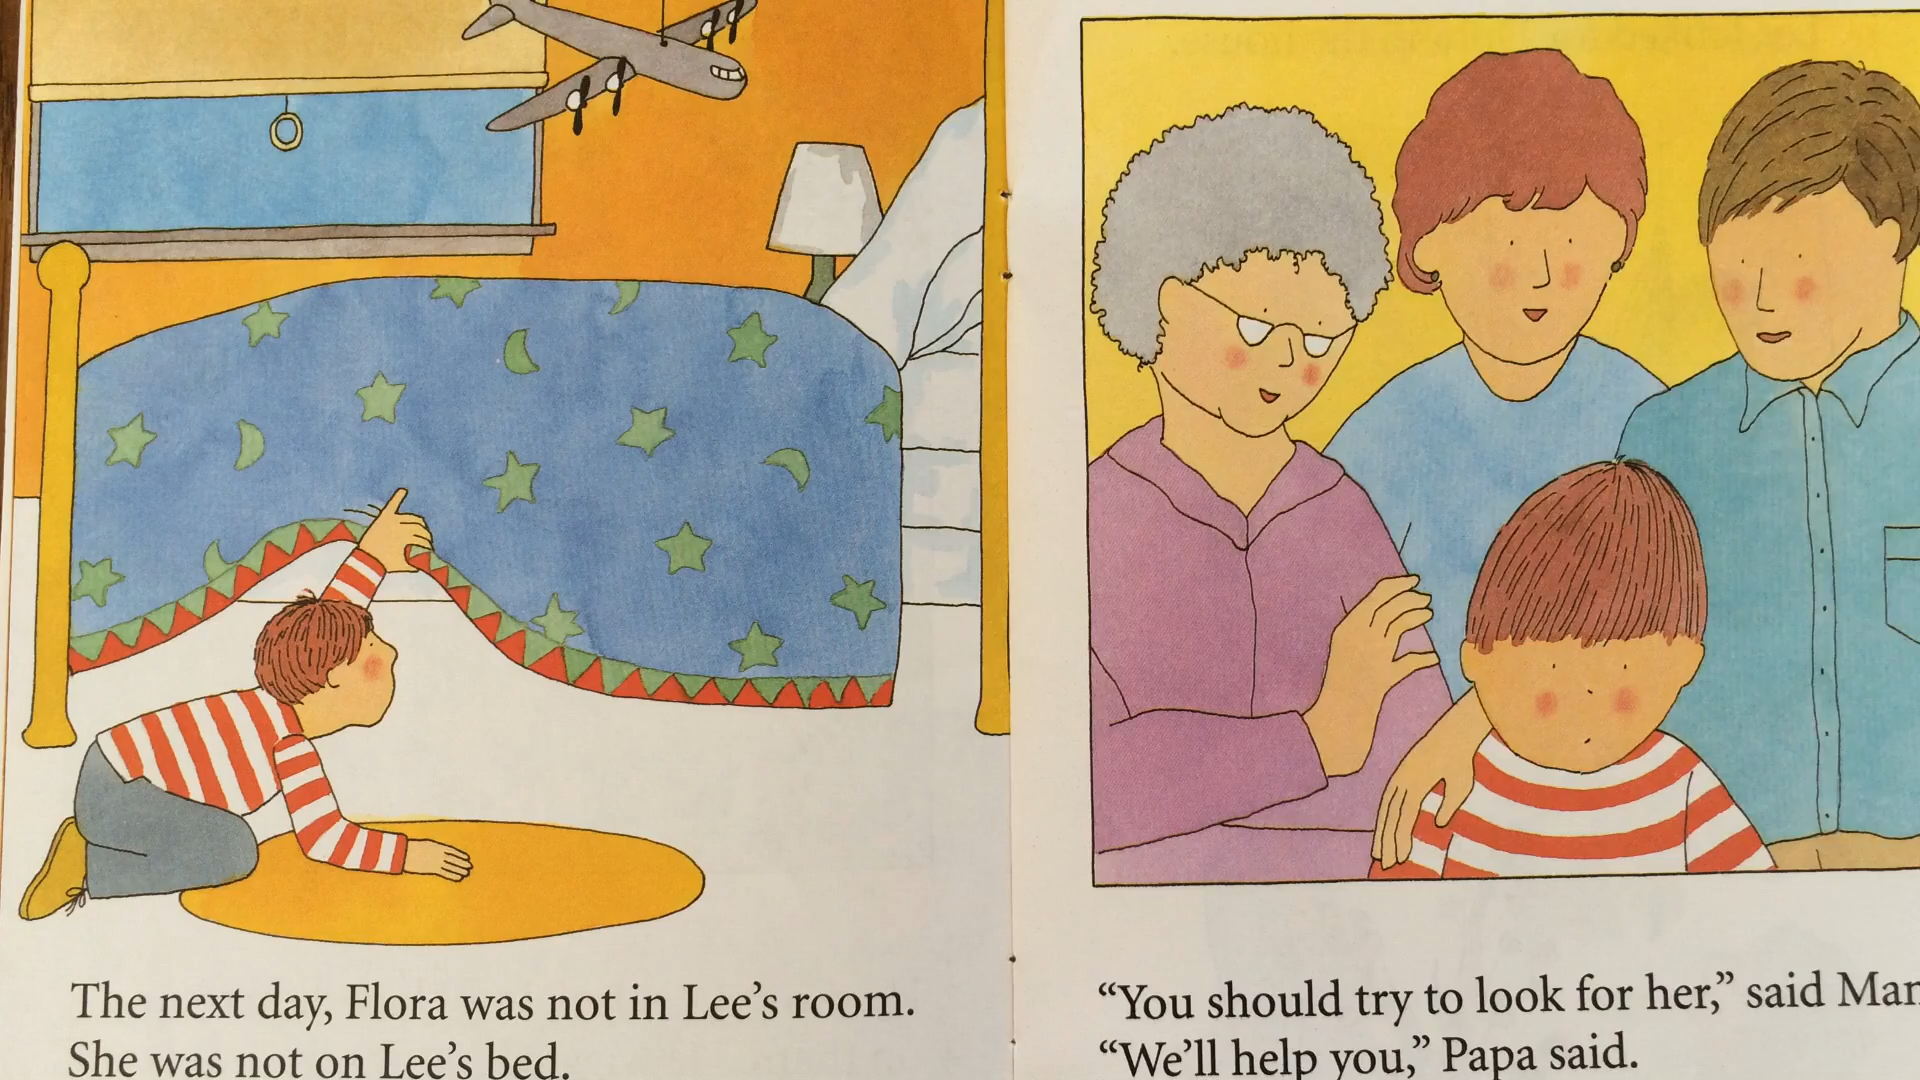 The next day, Flora was not in Lee's room.
She was not on Lee's bed.
“You should try to look for her,” said
“We'll help you,” Papa said.